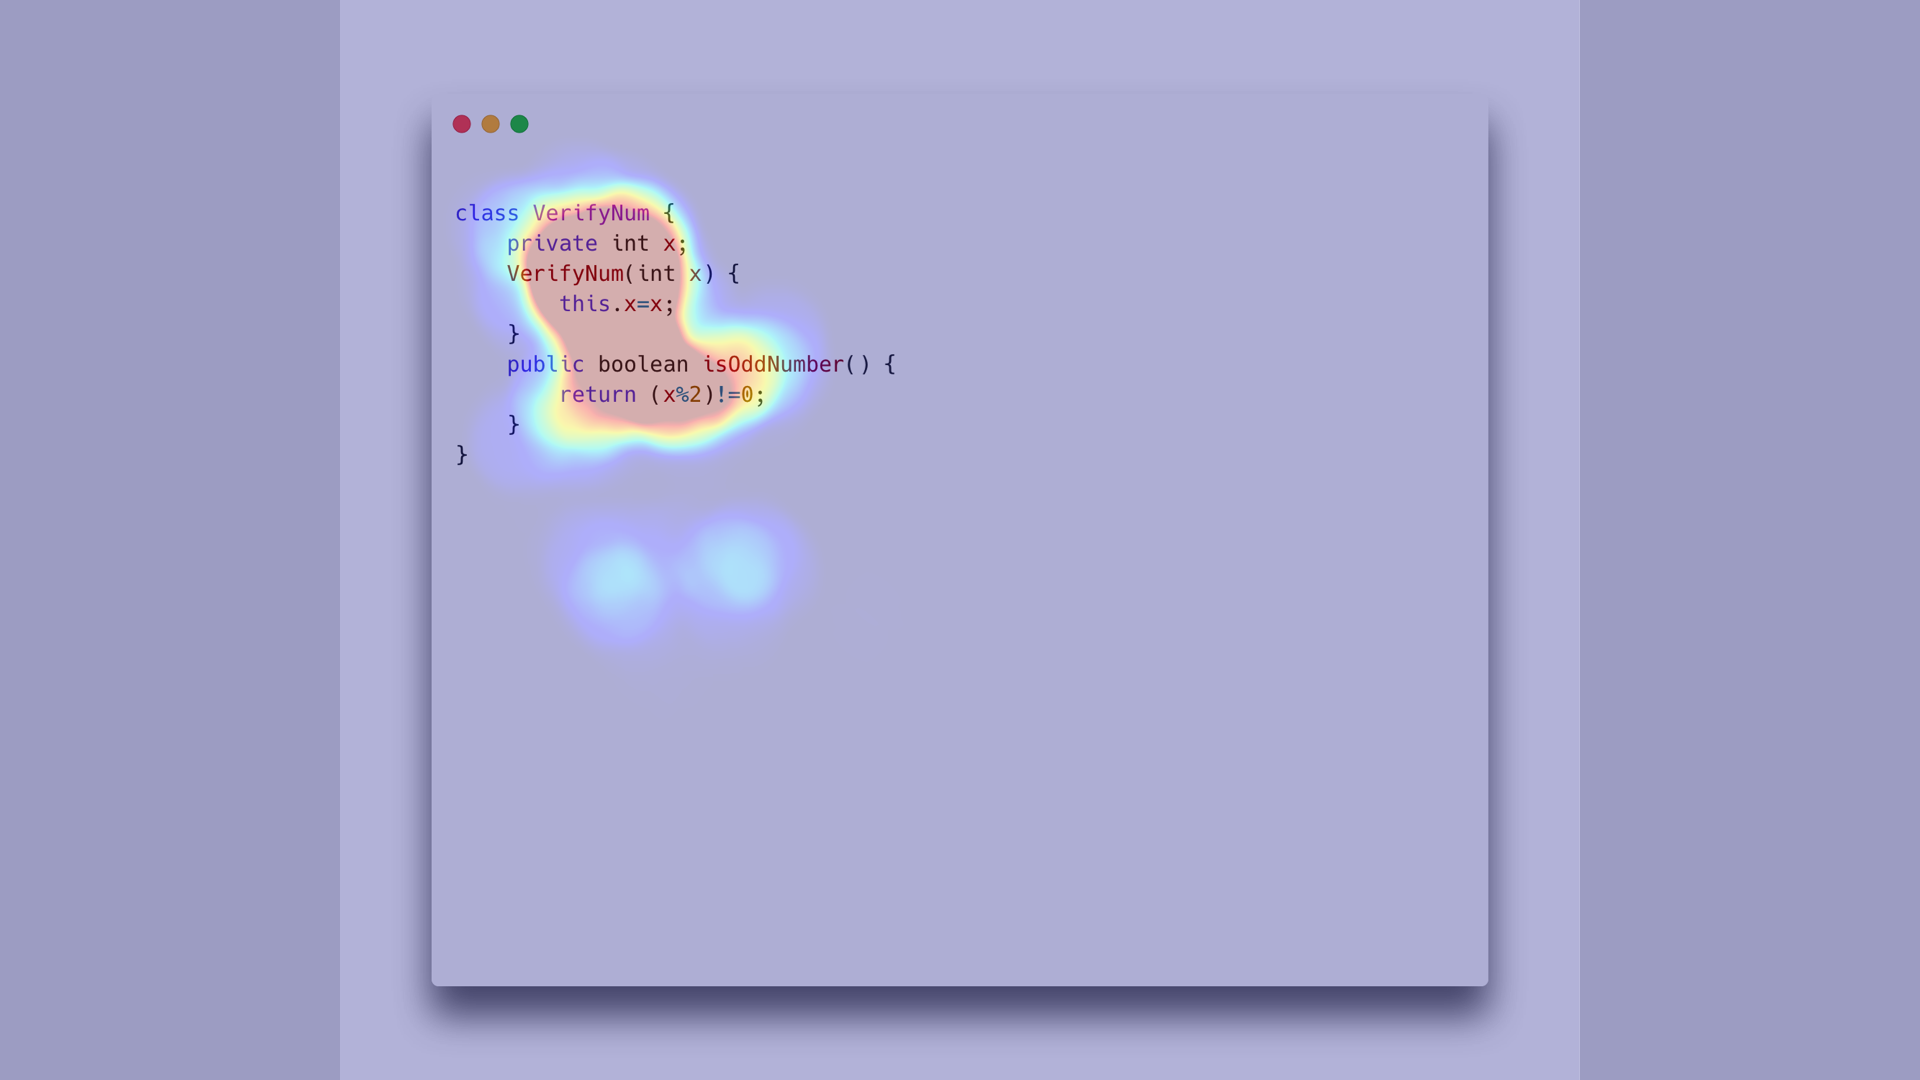 class VerifyNum {
    private int x;
    VerifyNum(int x) {
        this.x=x;
    }
    public boolean isOddNumber() {
        return (x%2)!=0;
    }
}